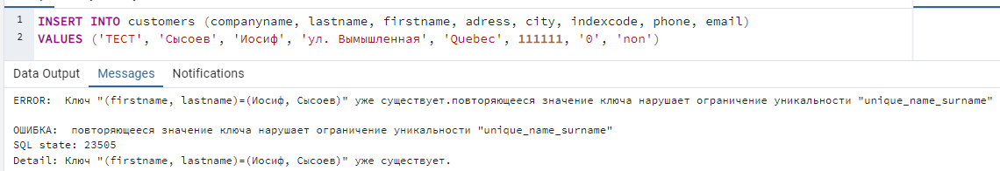 1 INSERT INTO customers (companyname, lastname, firstname, adress, city, indexcode, phone, email)
2 VALUES ('ТЕСТ', 'Сысоев', 'Иосиф', 'ул. Вымышленная', 'Quebec', 111111, '0', 'non')
Data Output Messages Notifications
ERROR:  Ключ "(firstname, lastname)=(Иосиф, Сысоев)" уже существует.повторяющееся значение ключа нарушает ограничение уникальности "unique_name_surname"
ОШИБКА:  повторяющееся значение ключа нарушает ограничение уникальности "unique_name_surname"
SQL state: 23505
Detail: Ключ "(firstname, lastname)=(Иосиф, Сысоев)" уже существует.